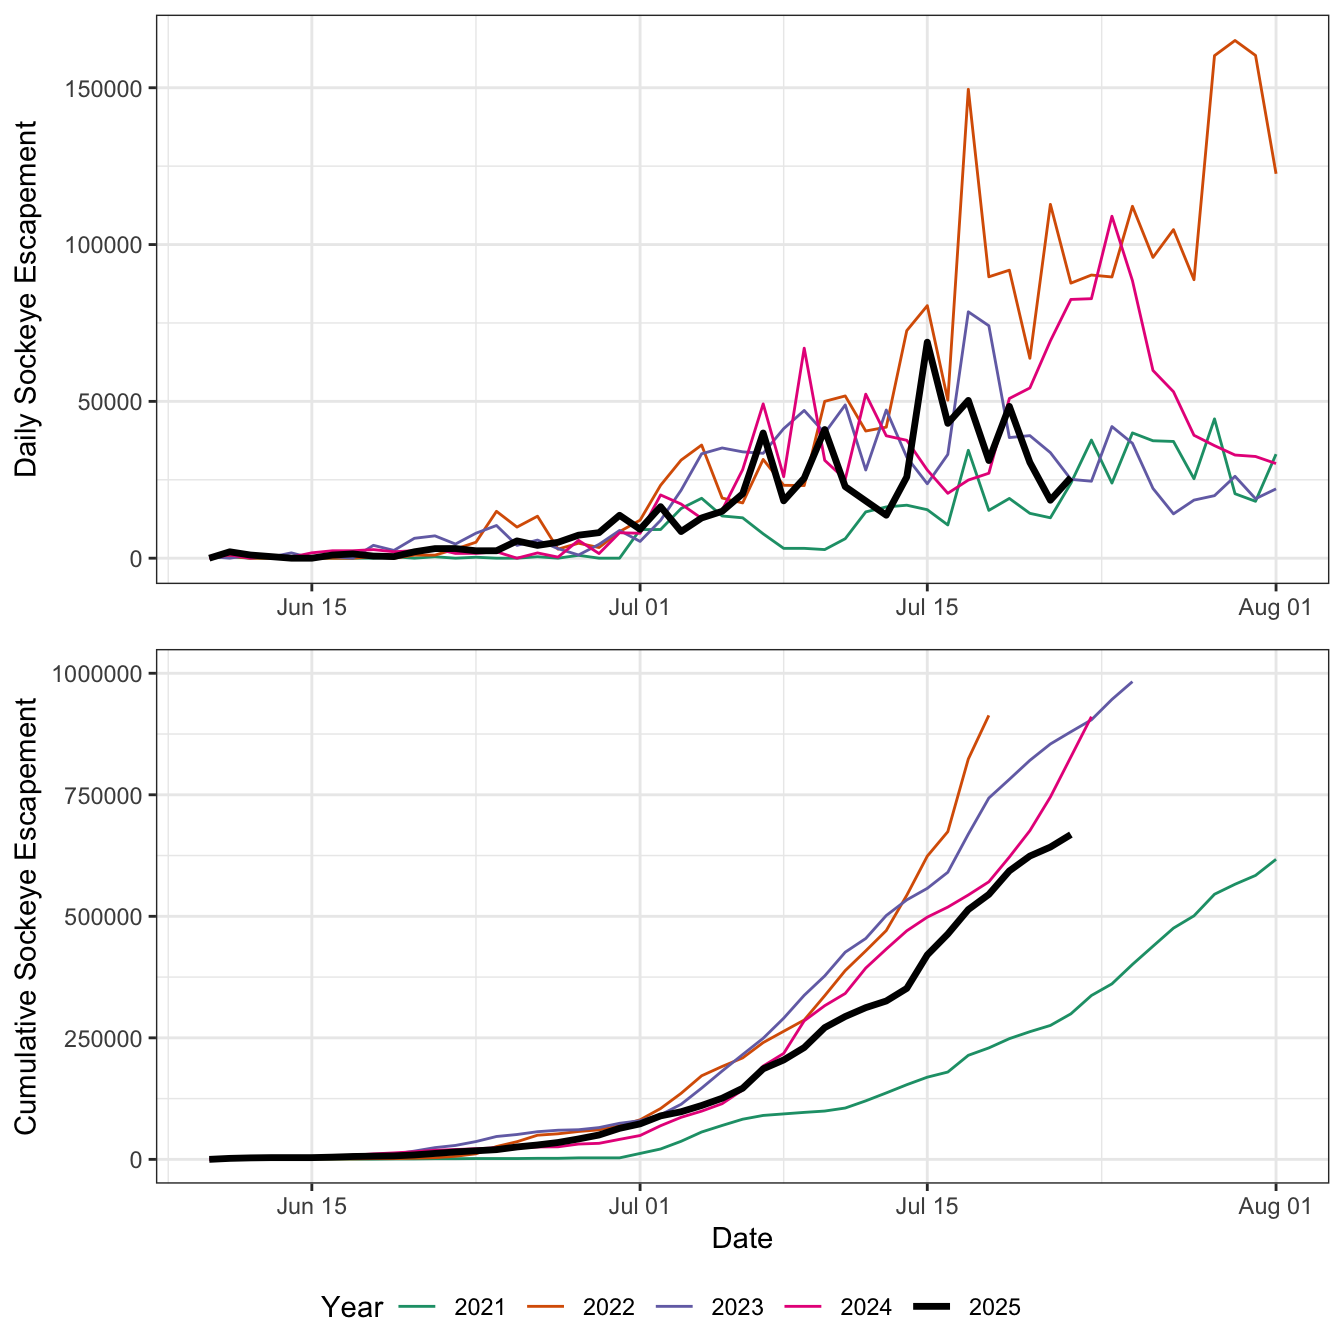 Daily Sockeye Escapement
150000
100000
50000
0
Jun 15 Jul 01 Jul 15 Aug 01
Cumulative Sockeye Escapement
1000000
750000
500000
250000
0
Jun 15 Jul 01 Jul 15 Aug 01
Date
Year 2021 2022 2023 2024 2025